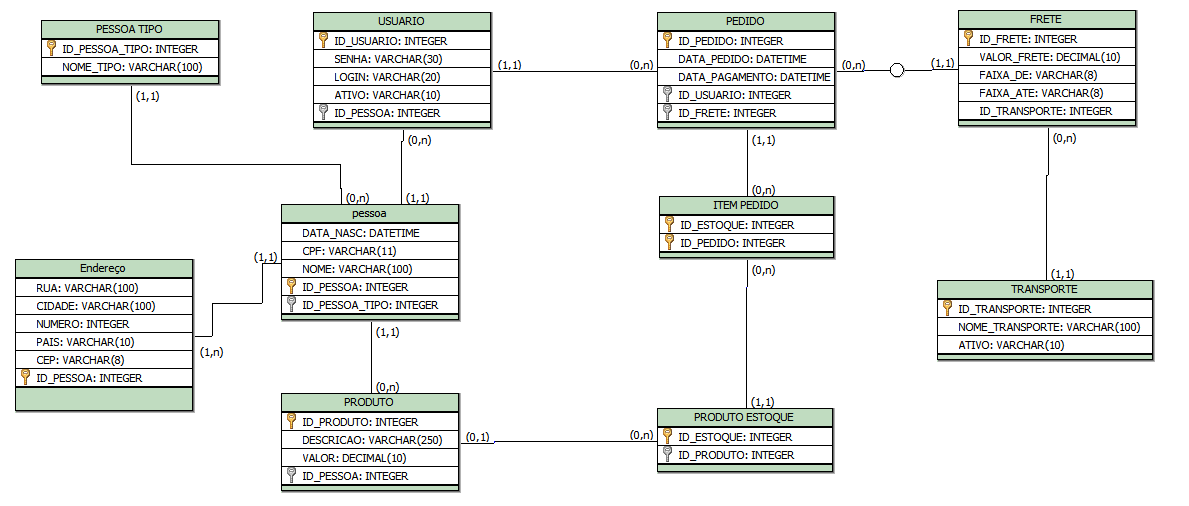 PESSOA TIPO
ID_PESSOA_TIPO: INTEGER
NOME_TIPO: VARCHAR(100)
(1,1)
USUARIO
ID_USUARIO: INTEGER
SENHA: VARCHAR(30)
LOGIN: VARCHAR(20)
ATIVO: VARCHAR(10)
ID_PESSOA: INTEGER
(1,1)
(0,n)
(0,n)
PEDIDO
ID_PEDIDO: INTEGER
DATA_PEDIDO: DATETIME
DATA_PAGAMENTO: DATETIME
ID_USUARIO: INTEGER
ID_FRETE: INTEGER
(0,n)
(1,1)
(1,1)
FRETE
ID_FRETE: INTEGER
VALOR_FRETE: DECIMAL(10)
FAIXA_DE: VARCHAR(8)
FAIXA_ATE: VARCHAR(8)
ID_TRANSPORTE: INTEGER
(0,n)
(0,n)
(1,1)
pessoa
DATA_NASC: DATETIME
CPF: VARCHAR(11)
NOME: VARCHAR(100)
ID_PESSOA: INTEGER
ID_PESSOA_TIPO: INTEGER
(1,1)
(1,1)
(0,n)
ITEM PEDIDO
ID_ESTOQUE: INTEGER
ID_PEDIDO: INTEGER
(0,n)
Endereço
RUA: VARCHAR(100)
CIDADE: VARCHAR(100)
NUMERO: INTEGER
PAIS: VARCHAR(10)
CEP: VARCHAR(8)
ID_PESSOA: INTEGER
(1,n)
(1,1)
TRANSPORTE
ID_TRANSPORTE: INTEGER
NOME_TRANSPORTE: VARCHAR(100)
ATIVO: VARCHAR(10)
(0,n)
PRODUTO
ID_PRODUTO: INTEGER
DESCRICAO: VARCHAR(250)
VALOR: DECIMAL(10)
ID_PESSOA: INTEGER
(0,1)
(0,n)
(1,1)
PRODUTO ESTOQUE
ID_ESTOQUE: INTEGER
ID_PRODUTO: INTEGER